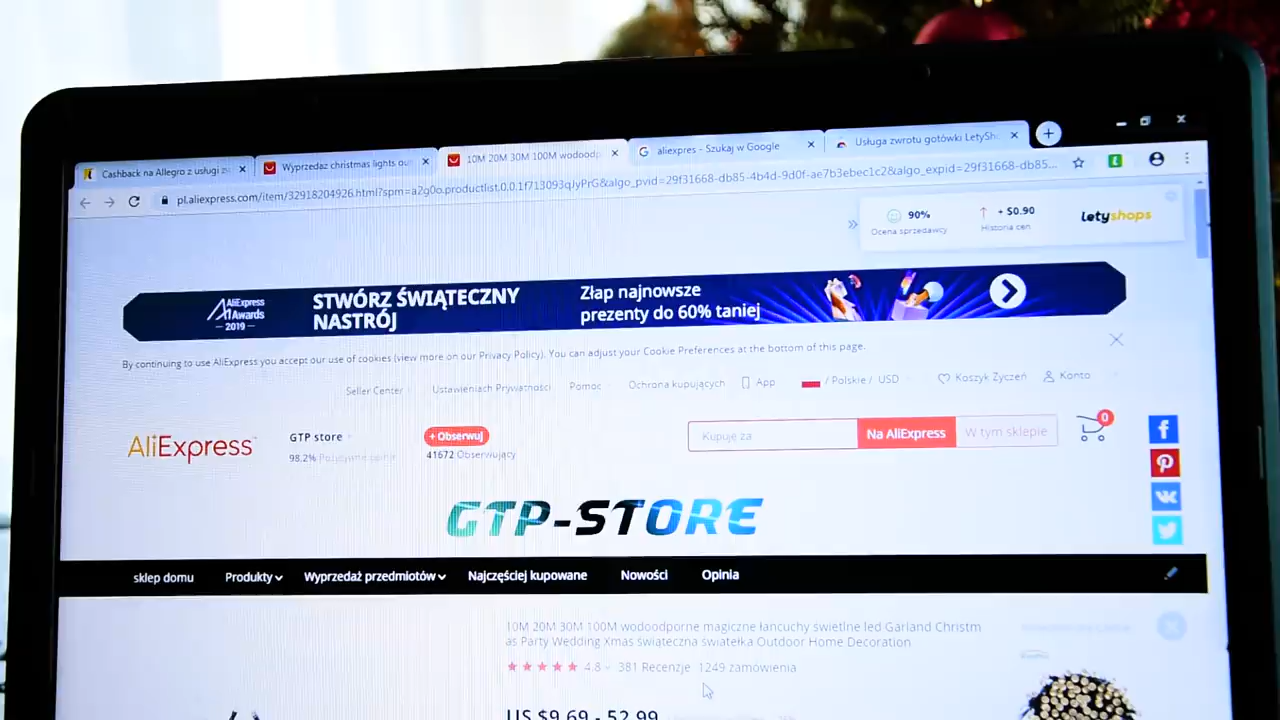 Cashback na Allegro z usługi zw
Wyprzedaż christmas lights ou
10M 20M 30M 100M wodoodp
aliexpres - Szukaj w Google
Usługa zwrotu gotówki LetySh
pl.aliexpress.com/item/32918204926.html?spm=a2g0o.productlist.0.0.1f713093qJyPrG&algo_pvid=29f31668-db85-4b4d-9d0f-ae7b3ebec1c2&algo_expid=29f31668-db85...
90%
Ocena sprzedawcy
+ $0.90
Historia cen
letyshops
AliExpress
Awards
2019
STWÓRZ ŚWIĄTECZNY
NASTRÓJ
Złap najnowsze
prezenty do 60% taniej
By continuing to use AliExpress you accept our use of cookies (view more on our Privacy Policy). You can adjust your Cookie Preferences at the bottom of this page.
Seller Center
Ustawieniach Prywatności
Pomoc
Ochrona kupujących
App
/ Polskie / USD
Koszyk Życzeń
Konto
AliExpress
GTP store
98.2%
+ Obserwuj
41672 Obserwujący
Kupuję za
Na AliExpress
W tym sklepie
0
GTP-STORE
sklep domu
Produkty
Wyprzedaż przedmiotów
Najczęściej kupowane
Nowości
Opinia
10M 20M 30M 100M wodoodporne magiczne łańcuchy świetlne led Garland Christm
as Party Wedding Xmas świąteczna światełka Outdoor Home Decoration
4.8
381 Recenzje
1249 zamówienia
US $9.69 - 52.99